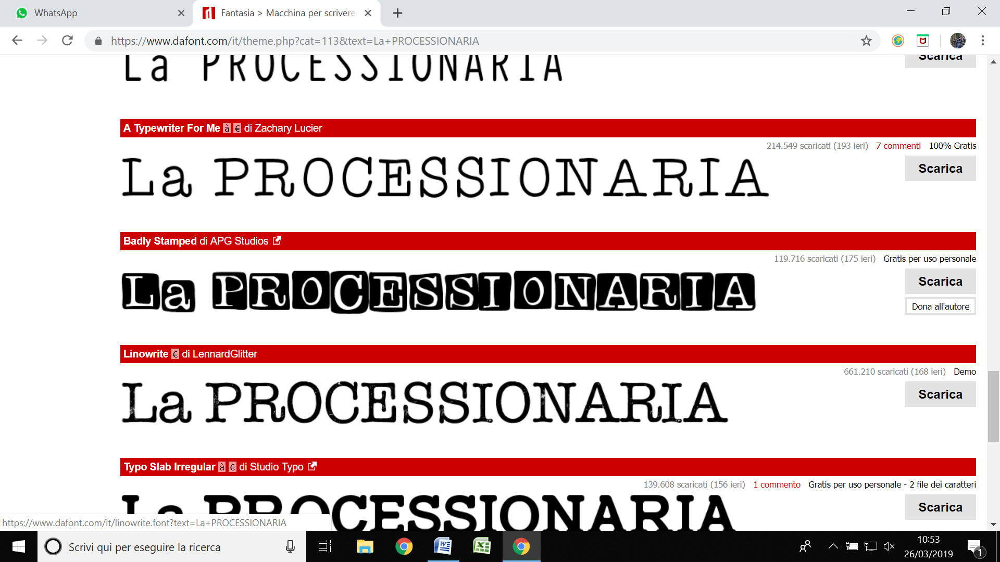 WhatsApp
Fantasia > Macchina per scrivere
https://www.dafont.com/it/theme.php?cat=113&text=La+PROCESSIONARIA
La PROCESSIONARIA
Scarica
A Typewriter For Me à € di Zachary Lucier
214.549 scaricati (193 ieri) 7 commenti 100% Gratis
La PROCESSIONARIA
Scarica
Badly Stamped di APG Studios
119.716 scaricati (175 ieri) Gratis per uso personale
La PROCESSIONARIA
Scarica
Dona all'autore
Linowrite € di LennardGlitter
661.210 scaricati (168 ieri) Demo
La PROCESSIONARIA
Scarica
Typo Slab Irregular à € di Studio Typo
139.608 scaricati (156 ieri) 1 commento Gratis per uso personale - 2 file dei caratteri
La PROCESSIONARIA
Scarica
https://www.dafont.com/it/linowrite.font?text=La+PROCESSIONARIA
Scrivi qui per eseguire la ricerca
10:53
26/03/2019
1